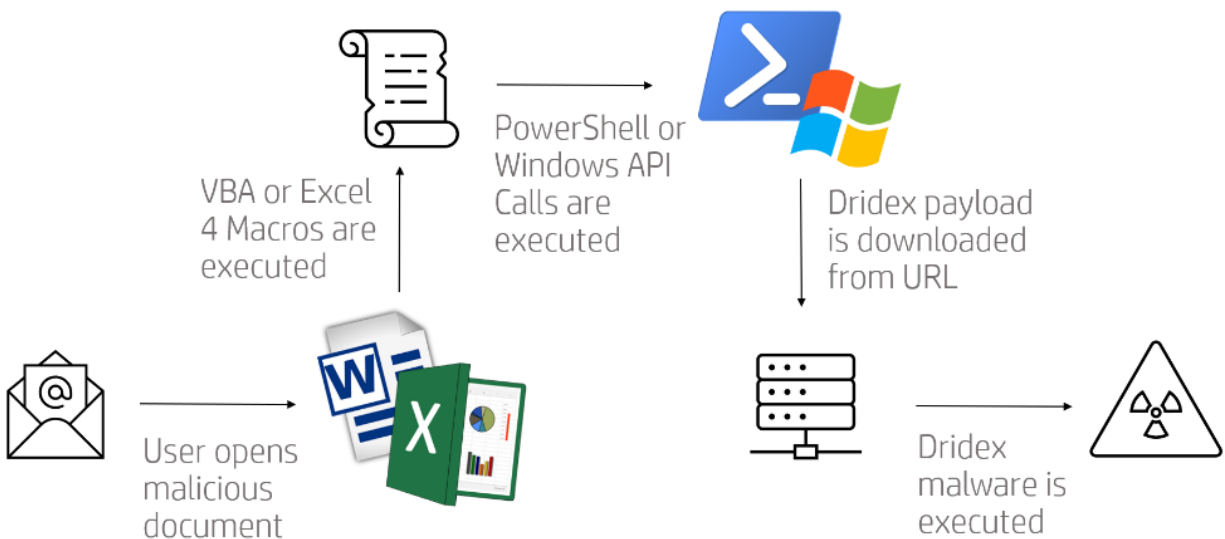 User opens
malicious
document
VBA or Excel
4 Macros are
executed
PowerShell or
Windows API
Calls are
executed
Dridex payload
is downloaded
from URL
Dridex
malware is
executed
@
W
X